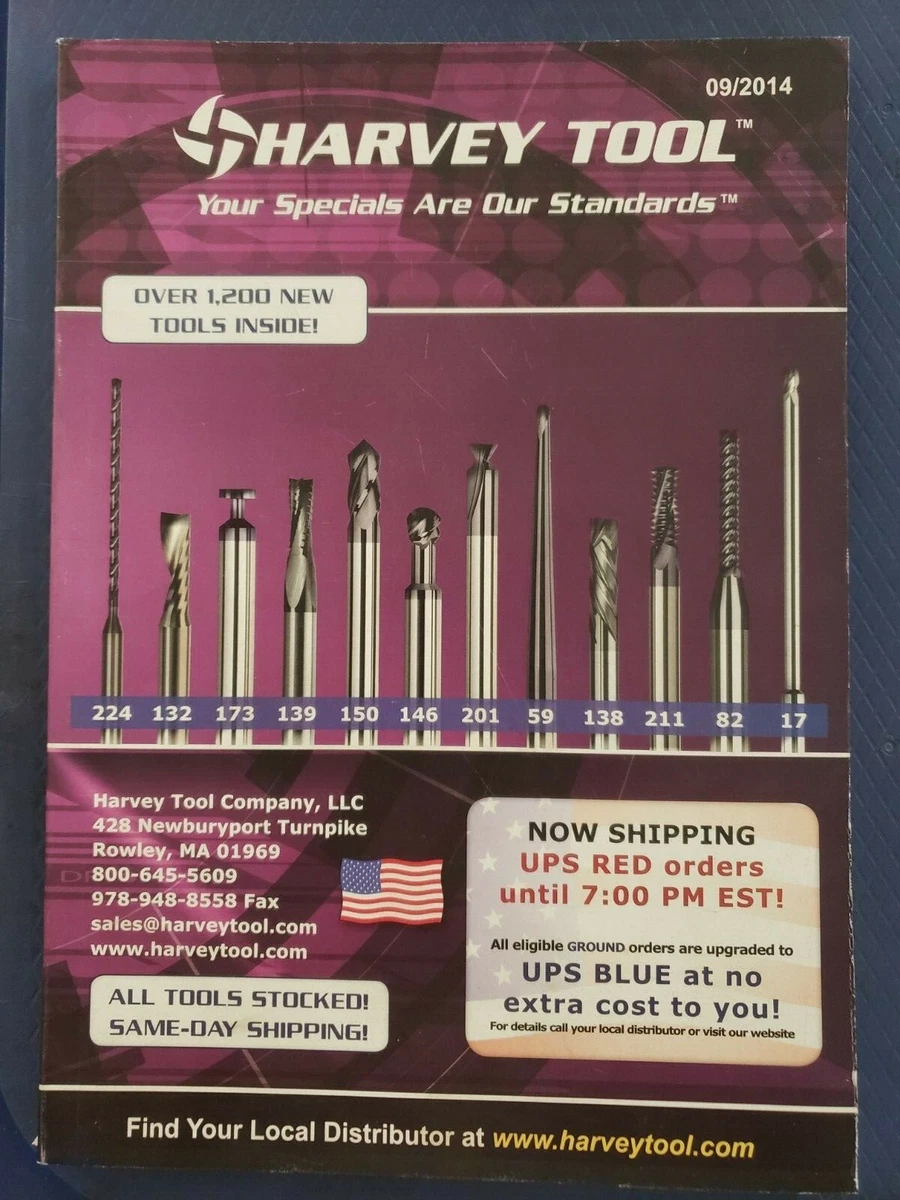 09/2014
HARVEY TOOL™
Your Specials Are Our Standards™
OVER 1,200 NEW
TOOLS INSIDE!
224 132 173 139 150 146 201 59 138 211 82 17
Harvey Tool Company, LLC
428 Newburyport Turnpike
Rowley, MA 01969
800-645-5609
978-948-8558 Fax
sales@harveytool.com
www.harveytool.com
ALL TOOLS STOCKED!
SAME-DAY SHIPPING!
NOW SHIPPING
UPS RED orders
until 7:00 PM EST!
All eligible GROUND orders are upgraded to
UPS BLUE at no
extra cost to you!
For details call your local distributor or visit our website
Find Your Local Distributor at www.harveytool.com